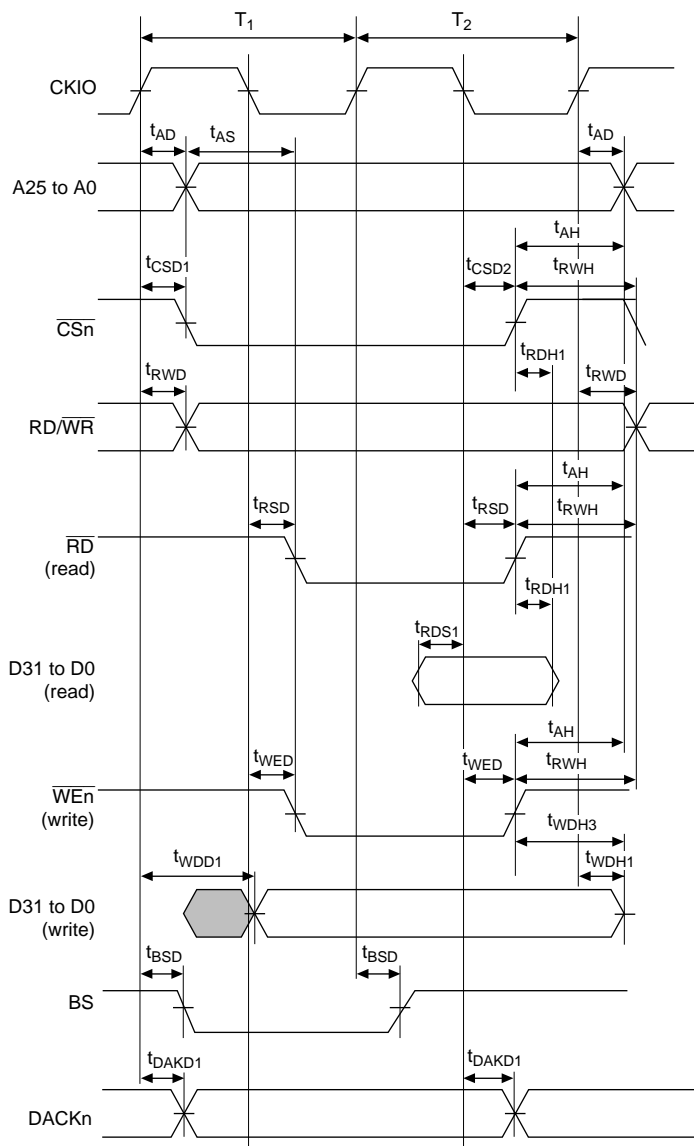 T1 T2
CKIO
tAD tAS tAD
A25 to A0
tAH
tCSD1 tCSD2 tRWH
CSn
tRDH1
tRWD tRWD
RD/WR
tAH
tRSD tRSD tRWH
RD
(read)
tRDH1
tRDS1
D31 to D0
(read)
tAH
tWED tWED tRWH
WEn
(write)
tWDH3
tWDD1 tWDH1
D31 to D0
(write)
tBSD tBSD
BS
tDAKD1 tDAKD1
DACKn